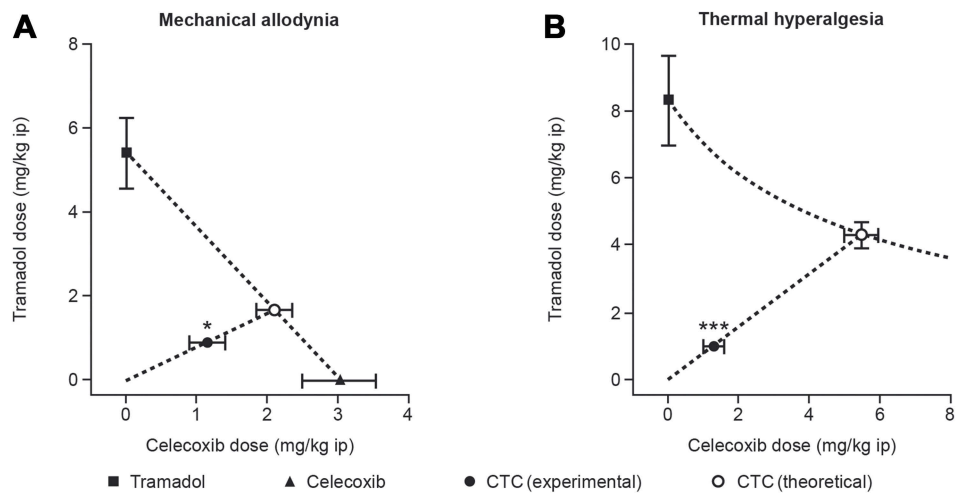 A
Mechanical allodynia
Tramadol dose (mg/kg ip)
8
6
4
2
0
*
0 1 2 3 4
Celecoxib dose (mg/kg ip)
B
Thermal hyperalgesia
Tramadol dose (mg/kg ip)
10
8
6
4
2
0
***
0 2 4 6 8
Celecoxib dose (mg/kg ip)
Tramadol Celecoxib CTC (experimental) CTC (theoretical)